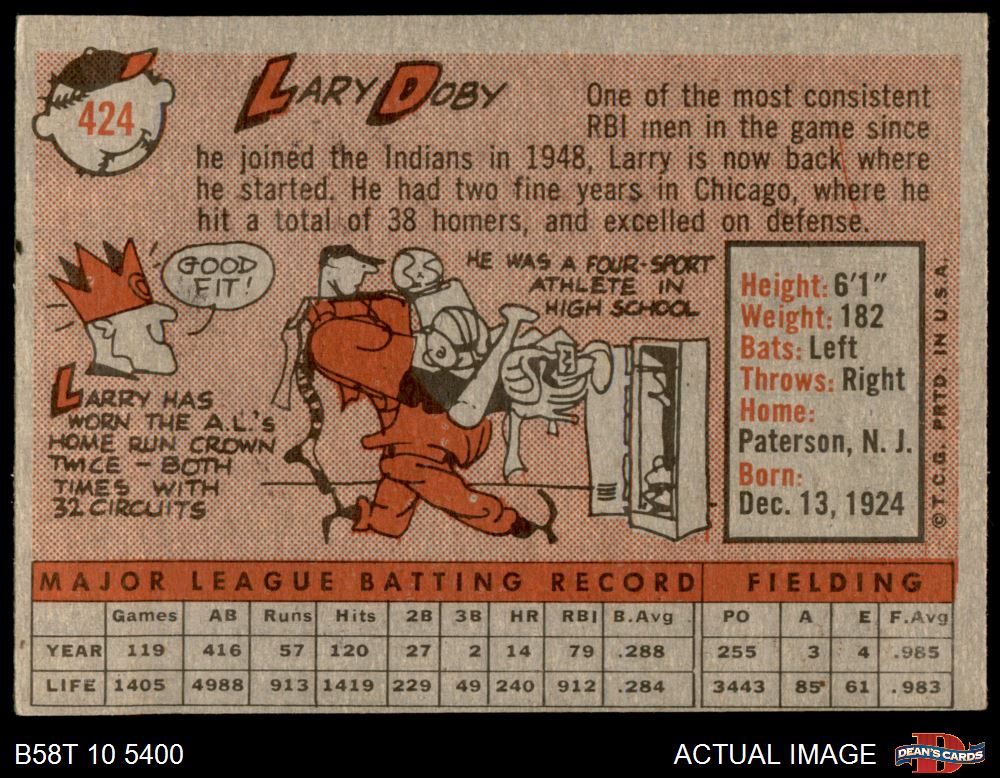 424
LARY DOBY
One of the most consistent
RBI men in the game since
he joined the Indians in 1948, Larry is now back where
he started. He had two fine years in Chicago, where he
hit a total of 38 homers, and excelled on defense.
GOOD
FIT!
LARRY HAS
WORN THE A.L.'S
HOME RUN CROWN
TWICE – BOTH
TIMES WITH
32 CIRCUITS
HE WAS A FOUR-SPORT
ATHLETE IN
HIGH SCHOOL
Height: 6'1"
Weight: 182
Bats: Left
Throws: Right
Home:
Paterson, N. J.
Born:
Dec. 13, 1924
© T.C.G. PRTD. IN U.S.A.
MAJOR LEAGUE BATTING RECORD FIELDING
Games AB Runs Hits 2B 3B HR RBI B.Avg PO A E F.Avg
YEAR 119 416 57 120 27 2 14 79 .288 255 3 4 .985
LIFE 1405 4988 913 1419 229 49 240 912 .284 3443 85 61 .983
B58T 10 5400
ACTUAL IMAGE
D
DEAN'S CARDS